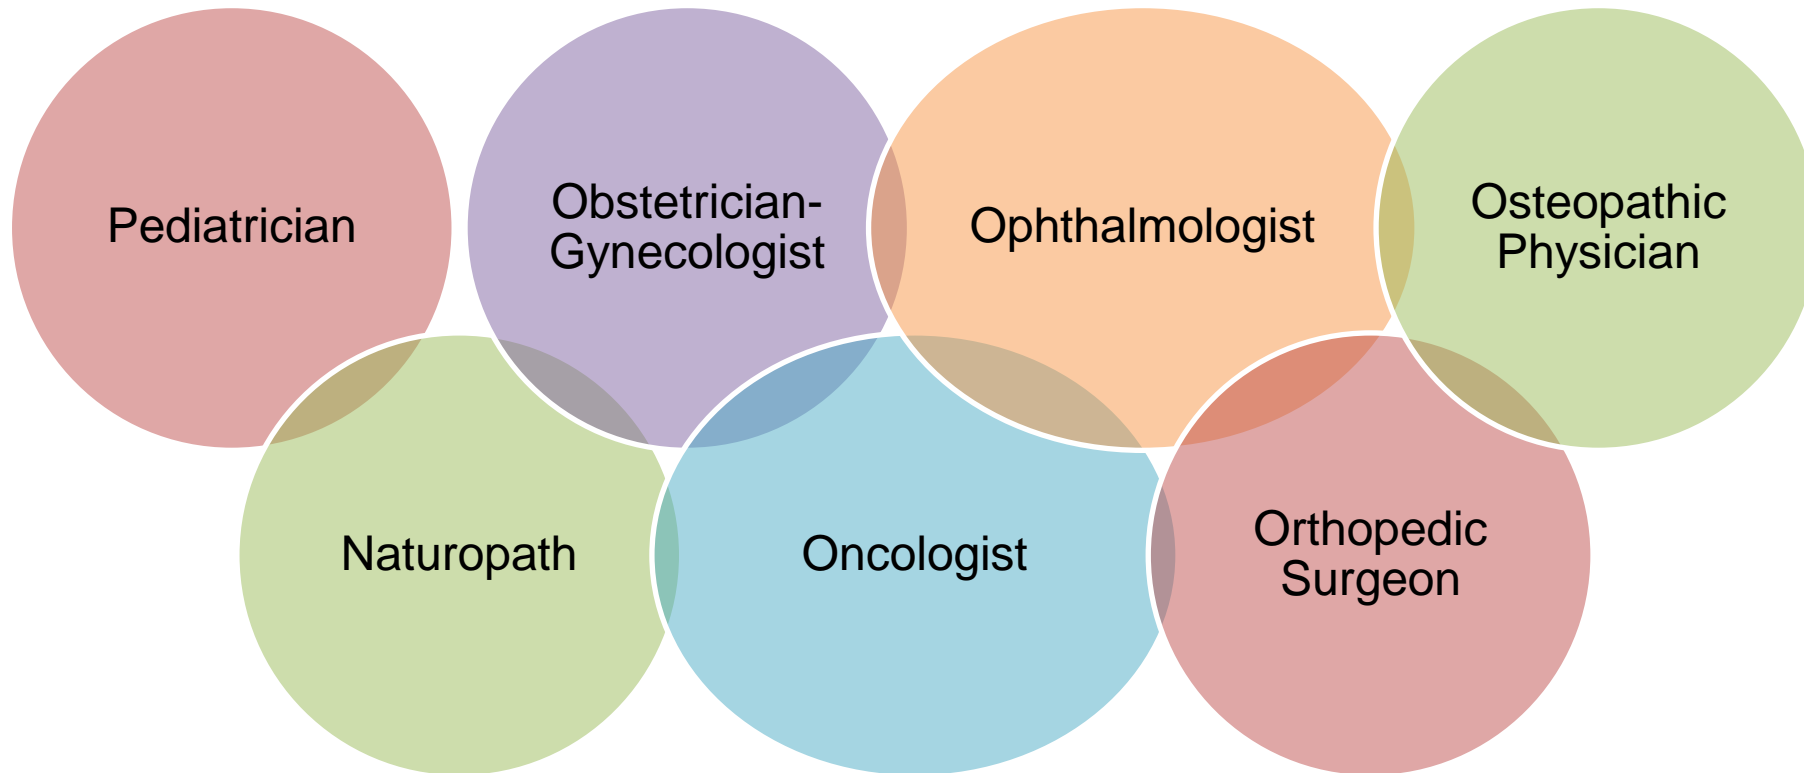 Pediatrician
Obstetrician-
Gynecologist
Ophthalmologist
Osteopathic
Physician
Naturopath
Oncologist
Orthopedic
Surgeon